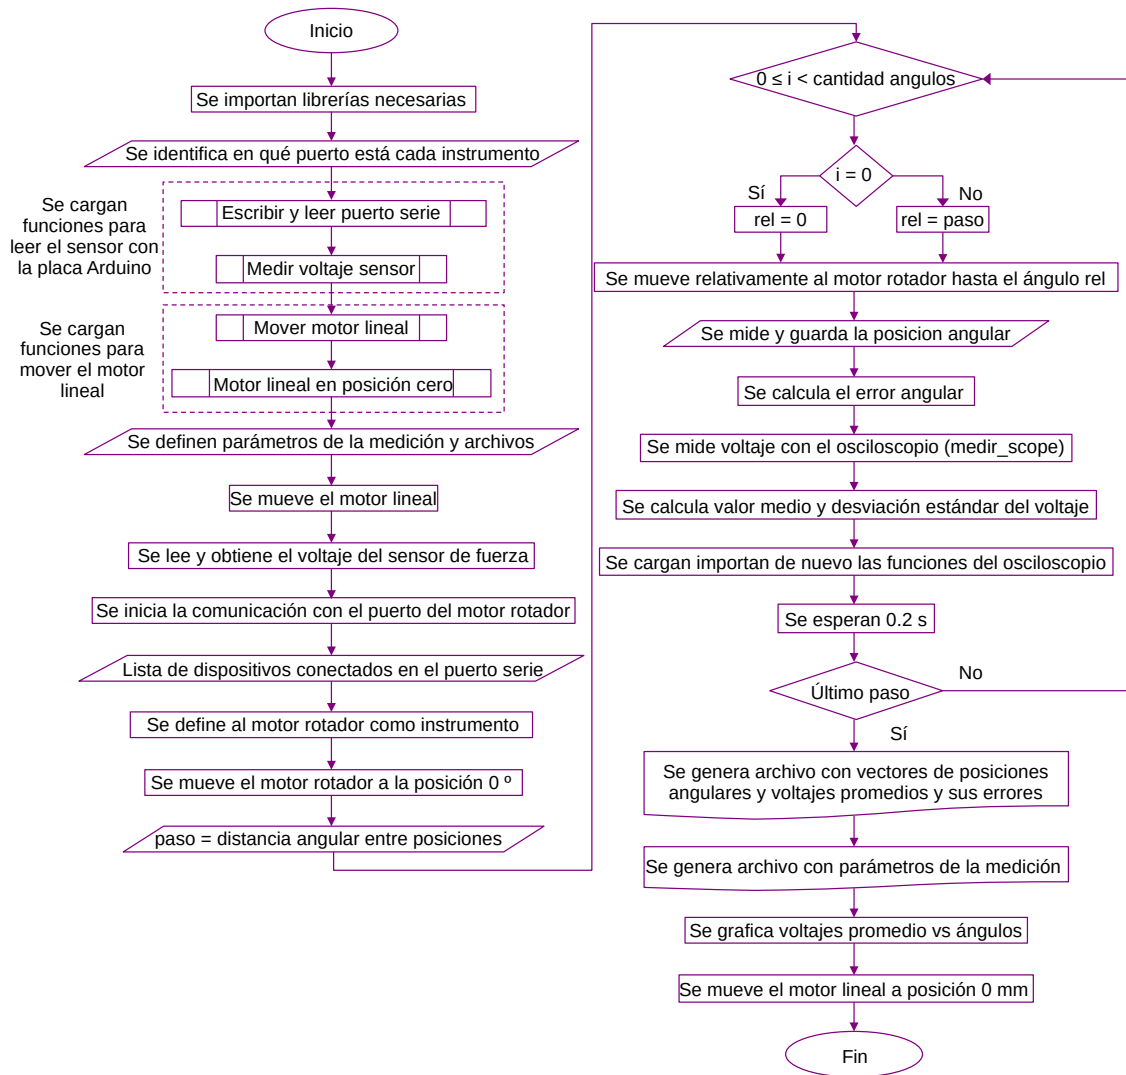 Inicio
Se importan librerías necesarias
Se identifica en qué puerto está cada instrumento
Se cargan
funciones para
leer el sensor con
la placa Arduino
Escribir y leer puerto serie
Medir voltaje sensor
Se cargan
funciones para
mover el motor
lineal
Mover motor lineal
Motor lineal en posición cero
Se definen parámetros de la medición y archivos
Se mueve el motor lineal
Se lee y obtiene el voltaje del sensor de fuerza
Se inicia la comunicación con el puerto del motor rotador
Lista de dispositivos conectados en el puerto serie
Se define al motor rotador como instrumento
Se mueve el motor rotador a la posición 0 º
paso = distancia angular entre posiciones
0 ≤ i < cantidad angulos
i = 0
Sí
No
rel = 0
rel = paso
Se mueve relativamente al motor rotador hasta el ángulo rel
Se mide y guarda la posicion angular
Se calcula el error angular
Se mide voltaje con el osciloscopio (medir_scope)
Se calcula valor medio y desviación estándar del voltaje
Se cargan importan de nuevo las funciones del osciloscopio
Se esperan 0.2 s
Último paso
No
Sí
Se genera archivo con vectores de posiciones
angulares y voltajes promedios y sus errores
Se genera archivo con parámetros de la medición
Se grafica voltajes promedio vs ángulos
Se mueve el motor lineal a posición 0 mm
Fin